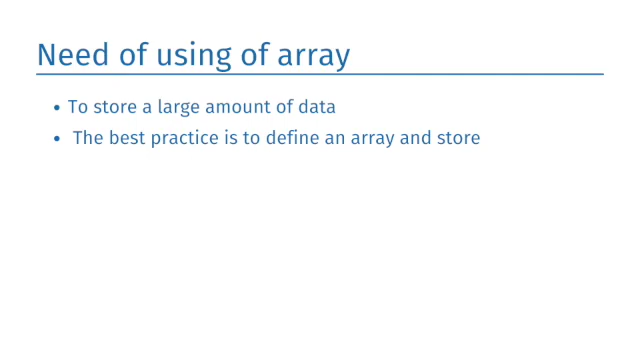 Need of using of array
• To store a large amount of data
• The best practice is to define an array and store